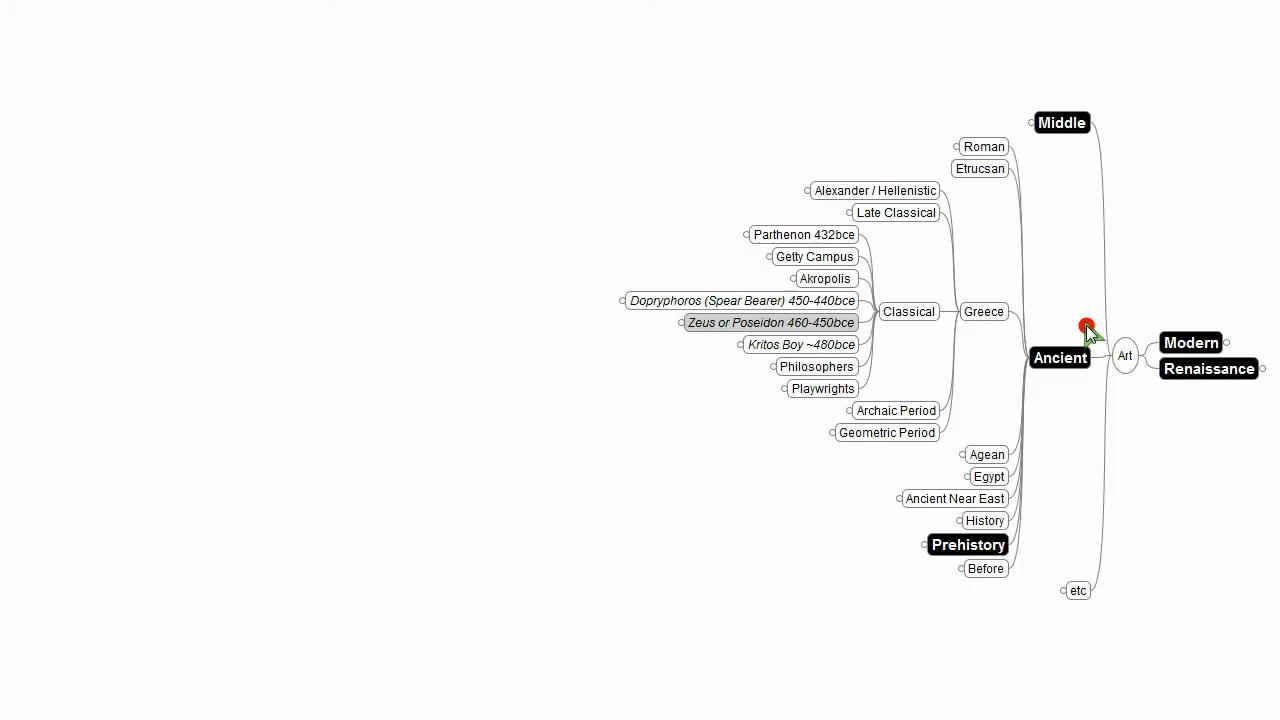 Middle
Roman
Etrucsan
Alexander / Hellenistic
Late Classical
Parthenon 432bce
Getty Campus
Akropolis
Dopryphoros (Spear Bearer) 450-440bce
Classical
Greece
Zeus or Poseidon 460-450bce
Kritos Boy ~480bce
Modern
Ancient
Art
Philosophers
Renaissance
Playwrights
Archaic Period
Geometric Period
Agean
Egypt
Ancient Near East
History
Prehistory
Before
etc